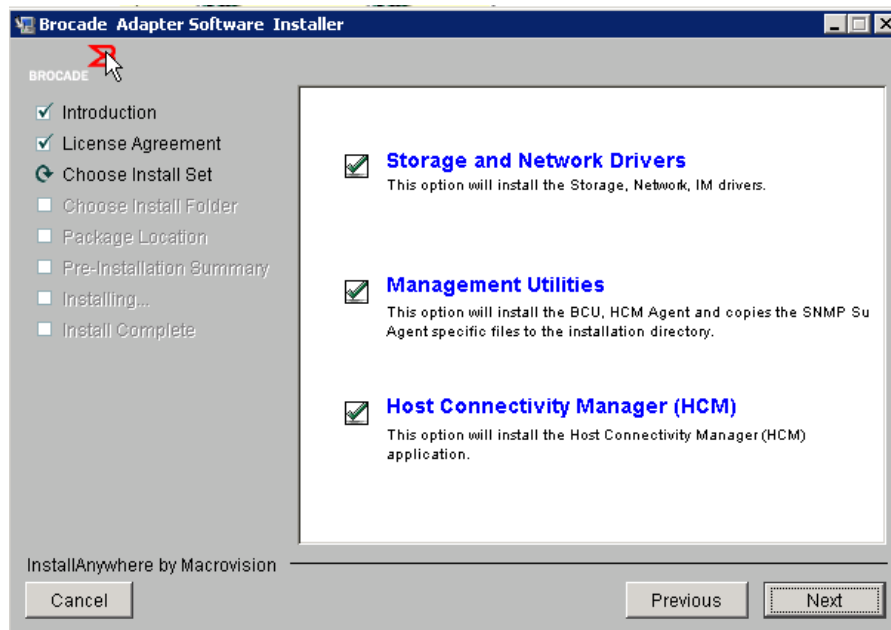 Brocade Adapter Software Installer
BROCADE
Introduction
License Agreement
Choose Install Set
Choose Install Folder
Package Location
Pre-Installation Summary
Installing...
Install Complete
Storage and Network Drivers
This option will install the Storage, Network, IM drivers.
Management Utilities
This option will install the BCU, HCM Agent and copies the SNMP Su
Agent specific files to the installation directory.
Host Connectivity Manager (HCM)
This option will install the Host Connectivity Manager (HCM)
application.
InstallAnywhere by Macrovision
Cancel
Previous
Next